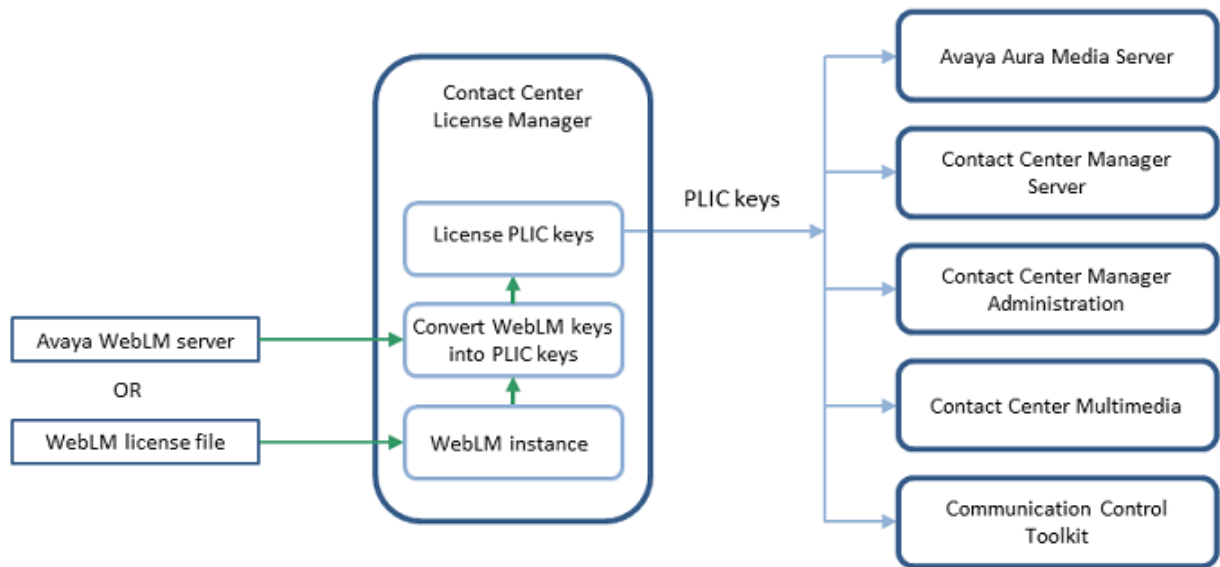 Contact Center
License Manager
License PLIC keys
Convert WebLM keys
into PLIC keys
WebLM instance
Avaya WebLM server
OR
WebLM license file
PLIC keys
Avaya Aura Media Server
Contact Center Manager
Server
Contact Center Manager
Administration
Contact Center Multimedia
Communication Control
Toolkit